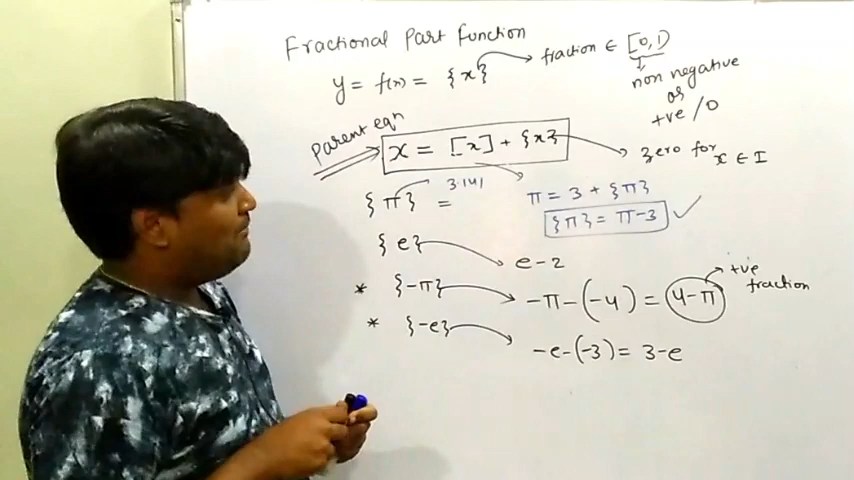 Fractional Part Function
y = f(x) = {x} → fraction ∈ [0,1)
non negative
or
+ve / 0
Parent eqn
x = [x] + {x} → zero for x ∈ I
{π} = 3.141 π = 3 + {π}
{π} = π-3 ✓
{e} → e-2
* {-π} → -π-(-4) = 4-π → +ve fraction
* {-e} → -e-(-3) = 3-e